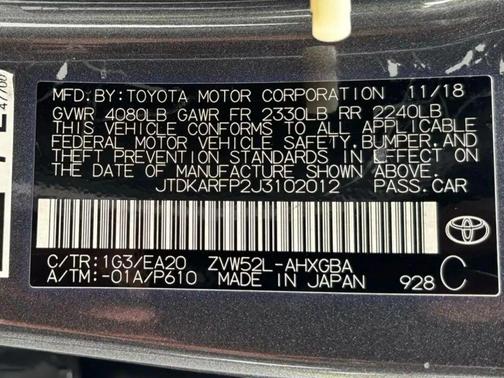 MFD.BY:TOYOTA MOTOR CORPORATION 11/18
GVWR 4080LB GAWR FR 2330LB RR 2240LB
THIS VEHICLE CONFORMS TO ALL APPLICABLE
FEDERAL MOTOR VEHICLE SAFETY,BUMPER,AND
THEFT PREVENTION STANDARDS IN EFFECT ON
THE DATE OF MANUFACTURE SHOWN ABOVE.
JTDKARFP2J3102012 PASS.CAR
C/TR:1G3/EA20 ZVW52L-AHXGBA
A/TM:-01A/P610 MADE IN JAPAN 928 C